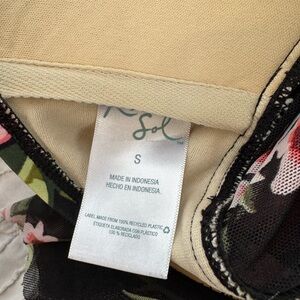 Sol
S
MADE IN INDONESIA
HECHO EN INDONESIA
LABEL MADE FROM 100% RECYCLED PLASTIC
ETIQUETA ELABORADA CON PLÁSTICO
100 % RECICLADO